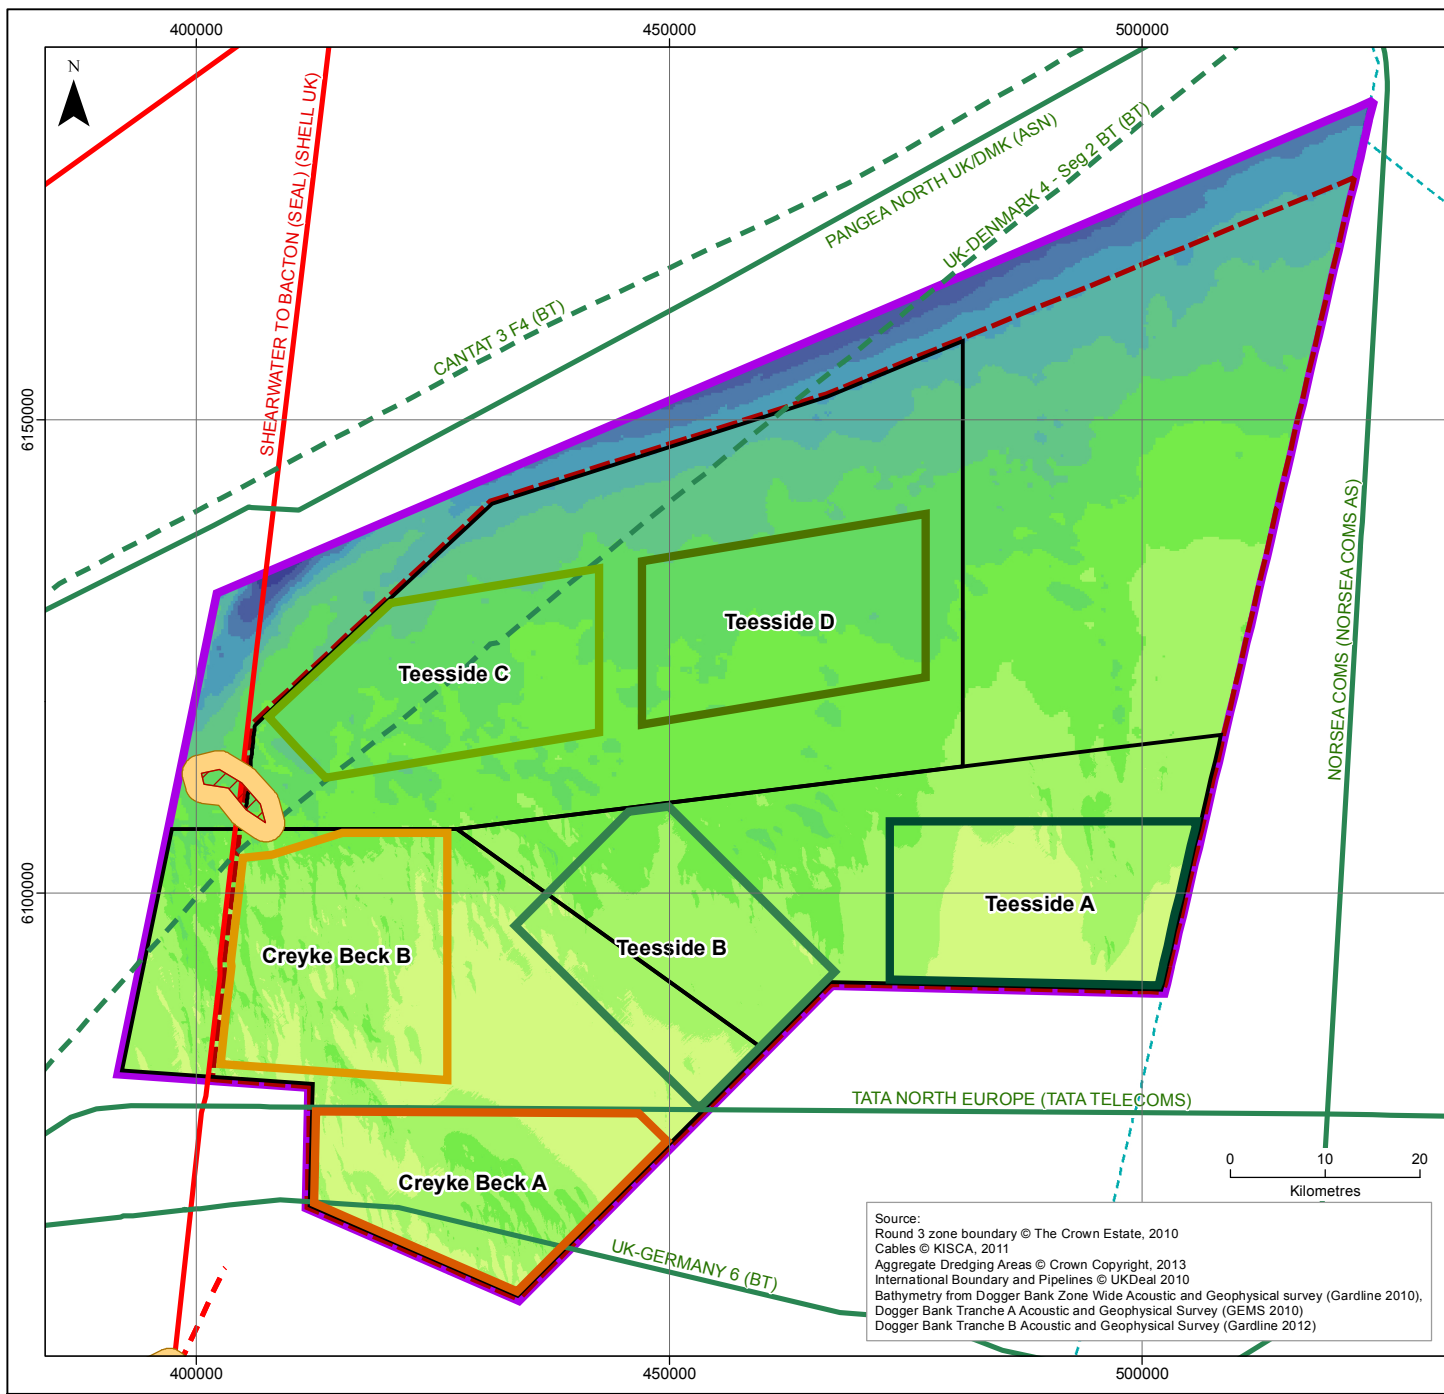 400000
450000
500000
N
SHEARWATER TO BACTON (SEAL) (SHELL UK)
CANTAT 3 F4 (BT)
PANGEA NORTH UK/DMK (ASN)
UK-DENMARK 4 - Seg 2 BT (BT)
6150000
6150000
NORSEA COMS (NORSEA COMS AS)
Teesside D
Teesside C
6100000
Teesside A
Teesside B
Creyke Beck B
TATA NORTH EUROPE (TATA TELECOMS)
Creyke Beck A
UK-GERMANY 6 (BT)
0 10 20
Kilometres
Source:
Round 3 zone boundary © The Crown Estate, 2010
Cables © KISCA, 2011
Aggregate Dredging Areas © Crown Copyright, 2013
International Boundary and Pipelines © UKDeal 2010
Bathymetry from Dogger Bank Zone Wide Acoustic and Geophysical survey (Gardline 2010),
Dogger Bank Tranche A Acoustic and Geophysical Survey (GEMS 2010)
Dogger Bank Tranche B Acoustic and Geophysical Survey (Gardline 2012)
400000
450000
500000